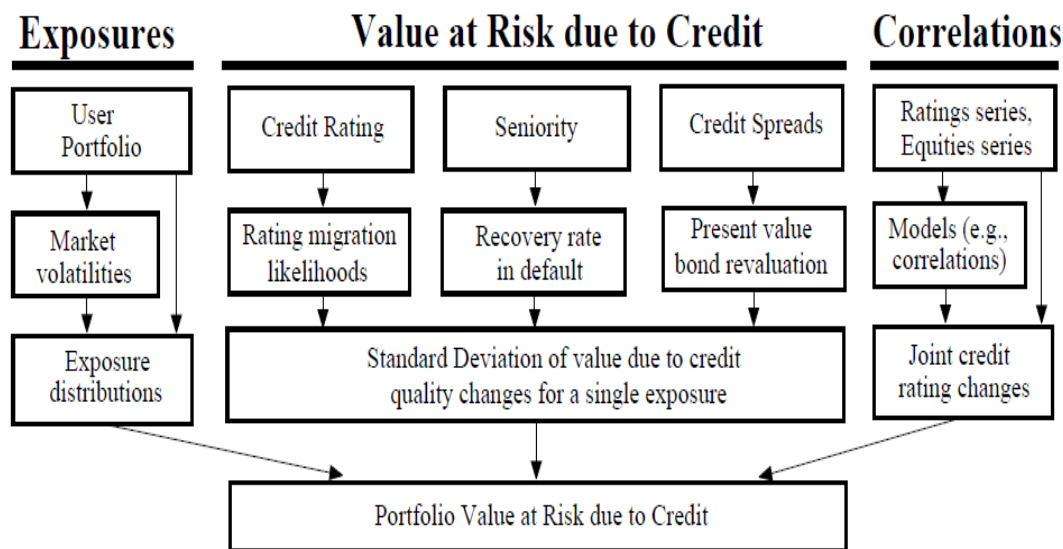 Exposures
Value at Risk due to Credit
Correlations
User
Portfolio
Credit Rating
Seniority
Credit Spreads
Ratings series,
Equities series
Market
volatilities
Rating migration
likelihoods
Recovery rate
in default
Present value
bond revaluation
Models (e.g.,
correlations)
Exposure
distributions
Standard Deviation of value due to credit
quality changes for a single exposure
Joint credit
rating changes
Portfolio Value at Risk due to Credit